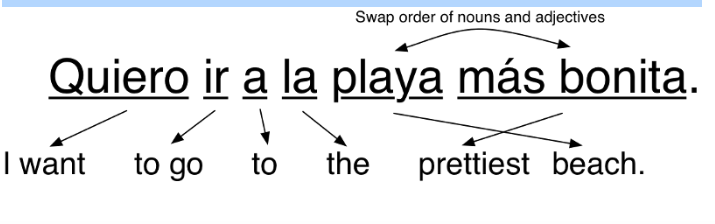 Swap order of nouns and adjectives
Quiero ir a la playa más bonita.
I want to go to the prettiest beach.